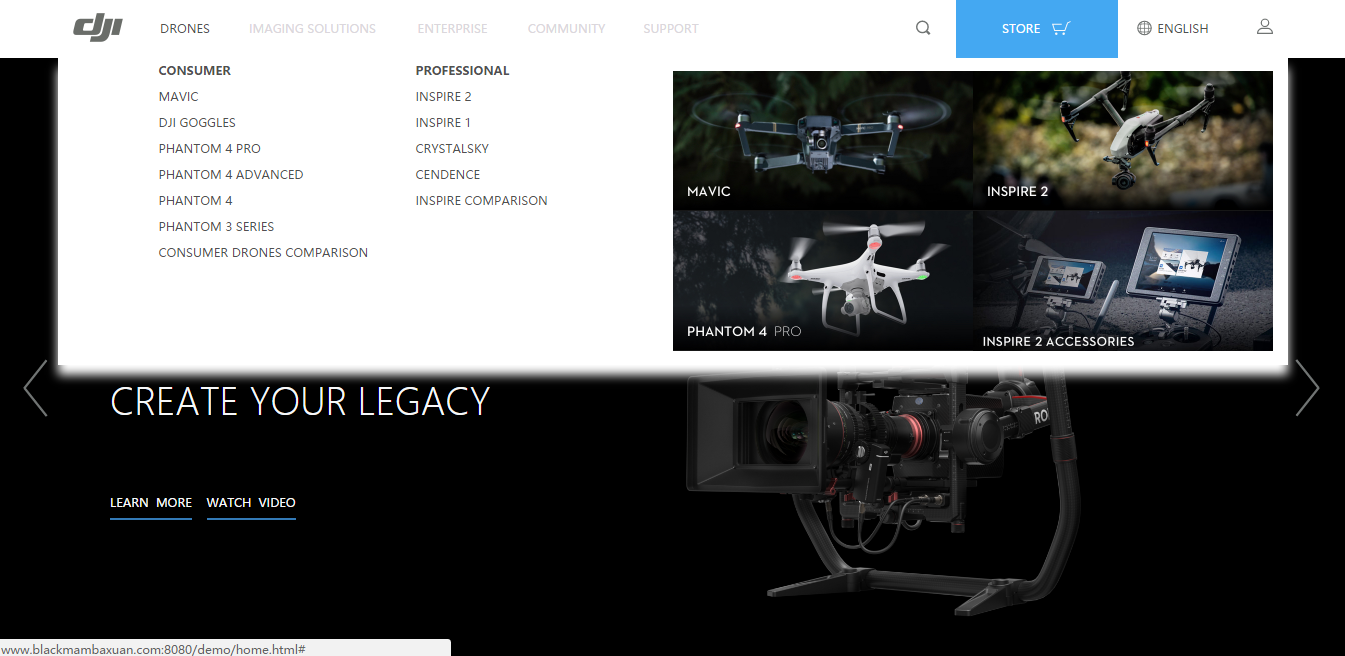 dji
DRONES
IMAGING SOLUTIONS
ENTERPRISE
COMMUNITY
SUPPORT
STORE
ENGLISH
CONSUMER
MAVIC
DJI GOGGLES
PHANTOM 4 PRO
PHANTOM 4 ADVANCED
PHANTOM 4
PHANTOM 3 SERIES
CONSUMER DRONES COMPARISON
PROFESSIONAL
INSPIRE 2
INSPIRE 1
CRYSTALSKY
CENDENCE
INSPIRE COMPARISON
MAVIC
INSPIRE 2
PHANTOM 4 PRO
INSPIRE 2 ACCESSORIES
CREATE YOUR LEGACY
RO
LEARN MORE
WATCH VIDEO
www.blackmambaxuan.com:8080/demo/home.html#